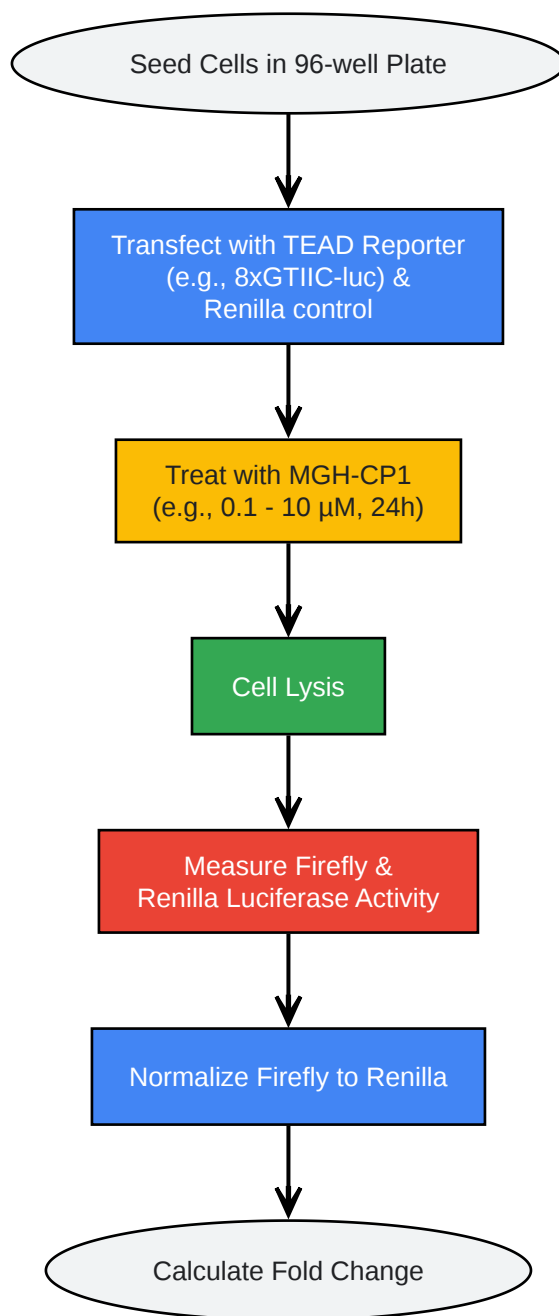 Seed Cells in 96-well Plate
Transfect with TEAD Reporter
(e.g., 8xGTIIC-luc) &
Renilla control
Treat with MGH-CP1
(e.g., 0.1 - 10 µM, 24h)
Cell Lysis
Measure Firefly &
Renilla Luciferase Activity
Normalize Firefly to Renilla
Calculate Fold Change